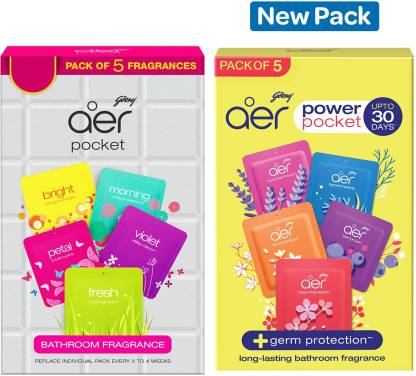 New Pack
PACK OF 5 FRAGRANCES
Godrej
aer
pocket
bright
morning
petal
violet
fresh
BATHROOM FRAGRANCE
REPLACE INDIVIDUAL PACK EVERY 3 TO 4 WEEKS
PACK OF 5
Godrej
aer
power
pocket
UPTO
30
DAYS
aer
aer
aer
aer
aer
+germ protection™
long-lasting bathroom fragrance